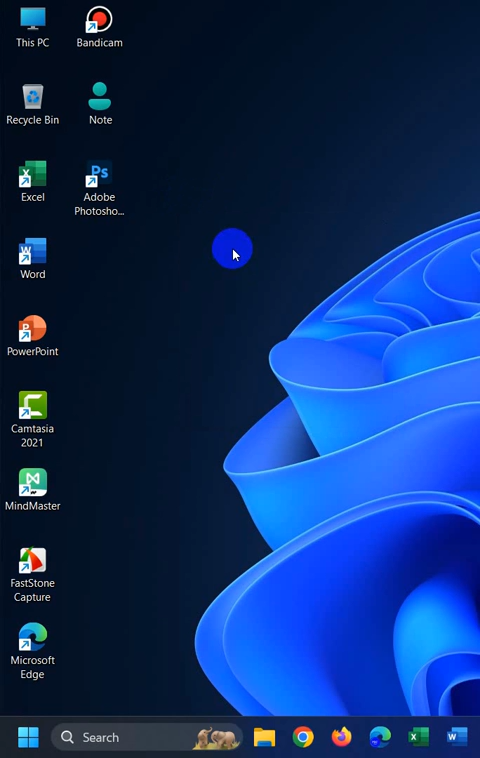 This PC
Bandicam
Recycle Bin
Note
Excel
Ps
Adobe
Photosho...
Word
PowerPoint
Camtasia
2021
MindMaster
FastStone
Capture
Microsoft
Edge
Search